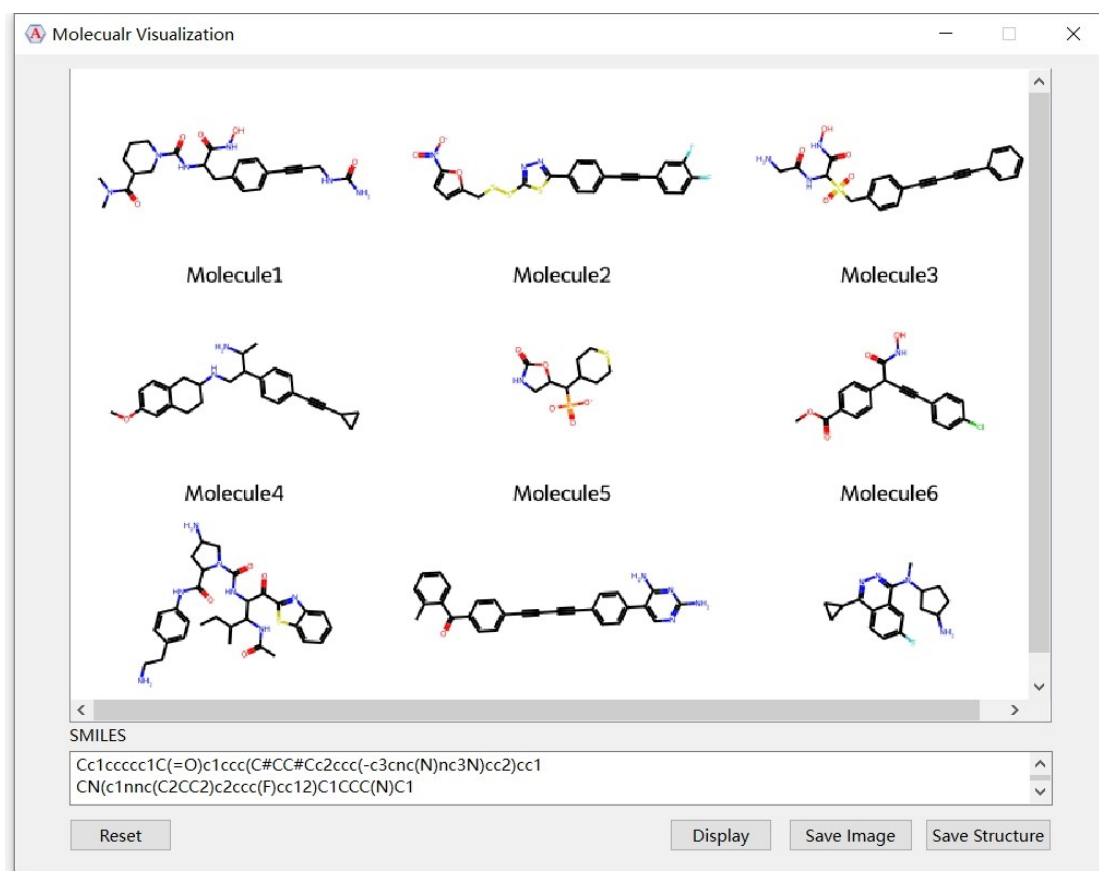 Molecualr Visualization
Molecule1 Molecule2 Molecule3
Molecule4 Molecule5 Molecule6
SMILES
Cc1ccccc1C(=O)c1ccc(C#CC#Cc2ccc(-c3cnc(N)nc3N)cc2)cc1
CN(c1nnc(C2CC2)c2ccc(F)cc12)C1CCC(N)C1
Reset Display Save Image Save Structure